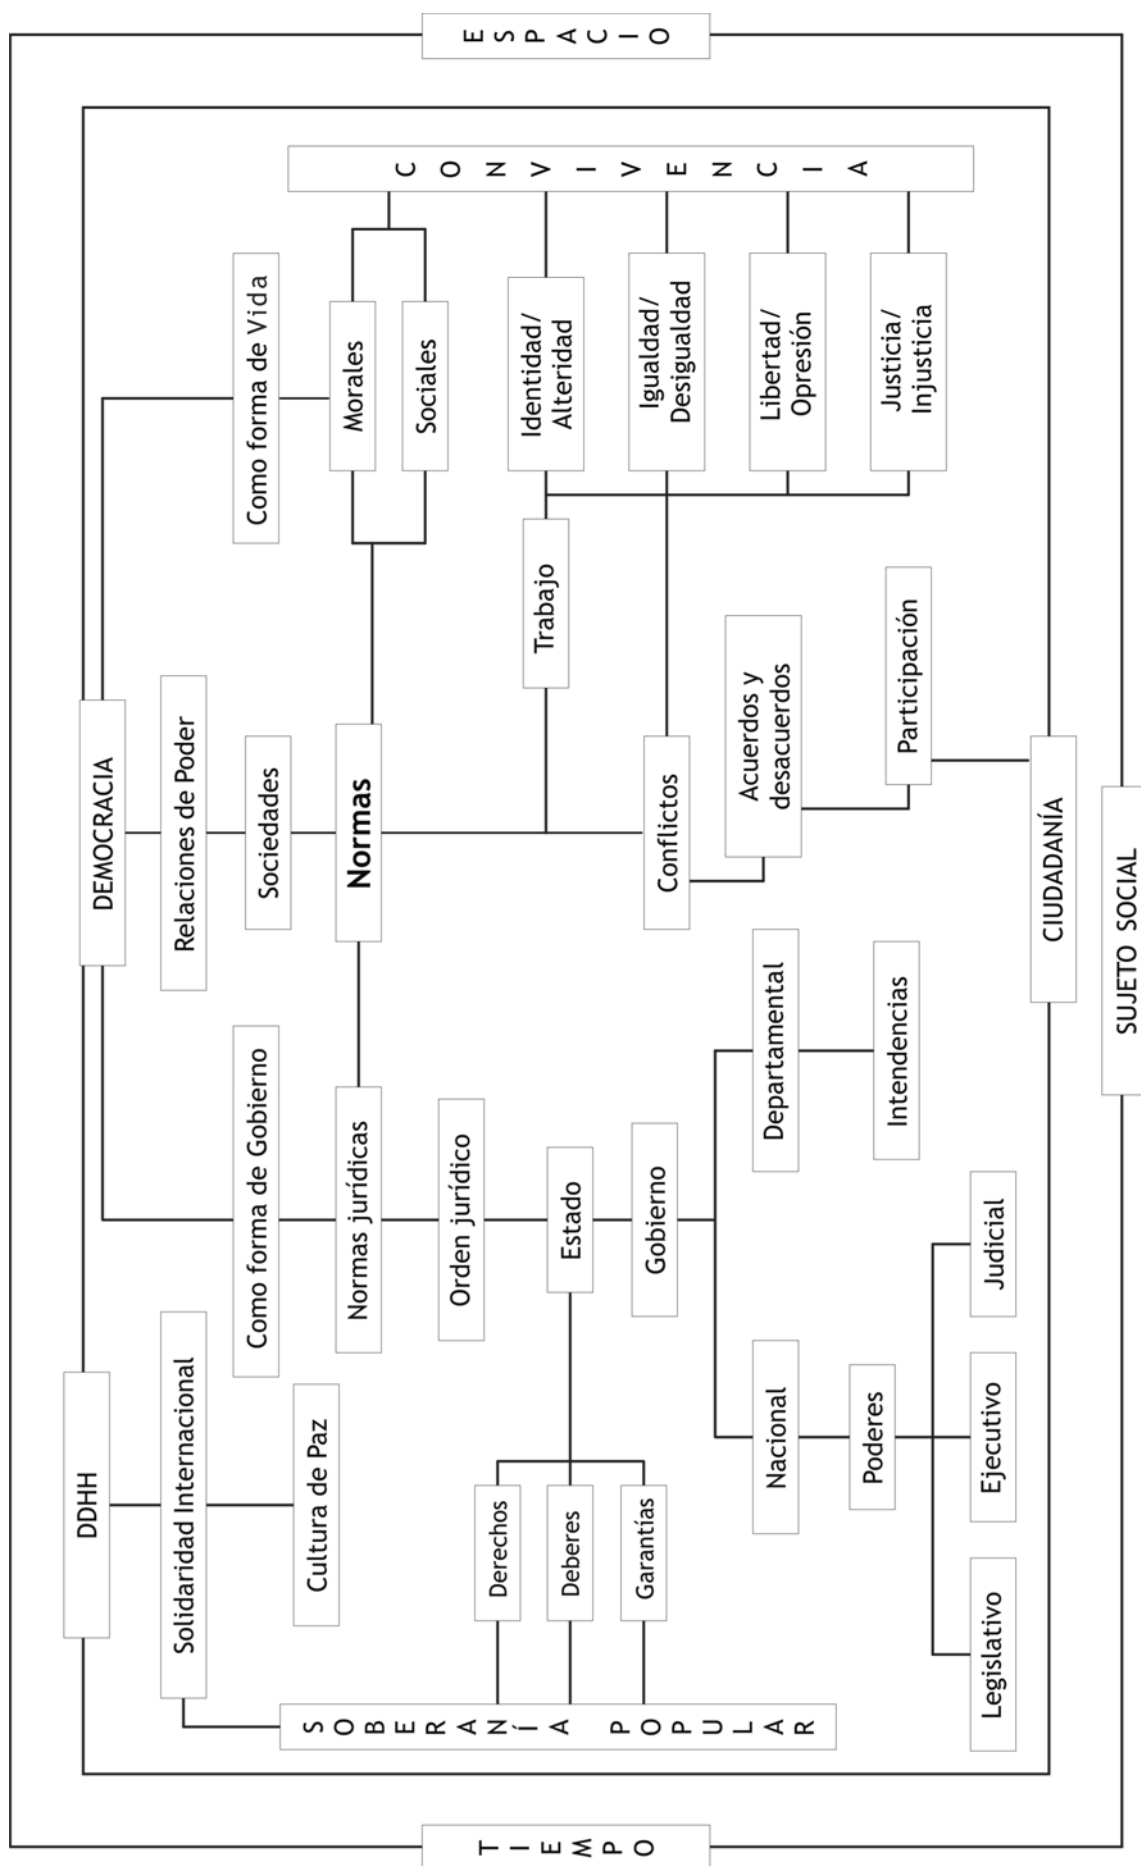 DDHH
DEMOCRACIA
Solidaridad Internacional
Relaciones de Poder
Como forma de Gobierno
Sociedades
Como forma de Vida
Cultura de Paz
Normas jurídicas
Normas
Morales
Sociales
Orden jurídico
Derechos
Deberes
Garantías
Estado
Trabajo
Identidad/
Alteridad
Gobierno
Conflictos
Igualdad/
Desigualdad
Nacional
Departamental
Acuerdos y
desacuerdos
Libertad/
Opresión
Poderes
Intendencias
Participación
Justicia/
Injusticia
Legislativo
Ejecutivo
Judicial
SOBERANÍA POPULAR
CONVIVENCIA
TIEMPO
ESPACIO
CIUDADANÍA
SUJETO SOCIAL